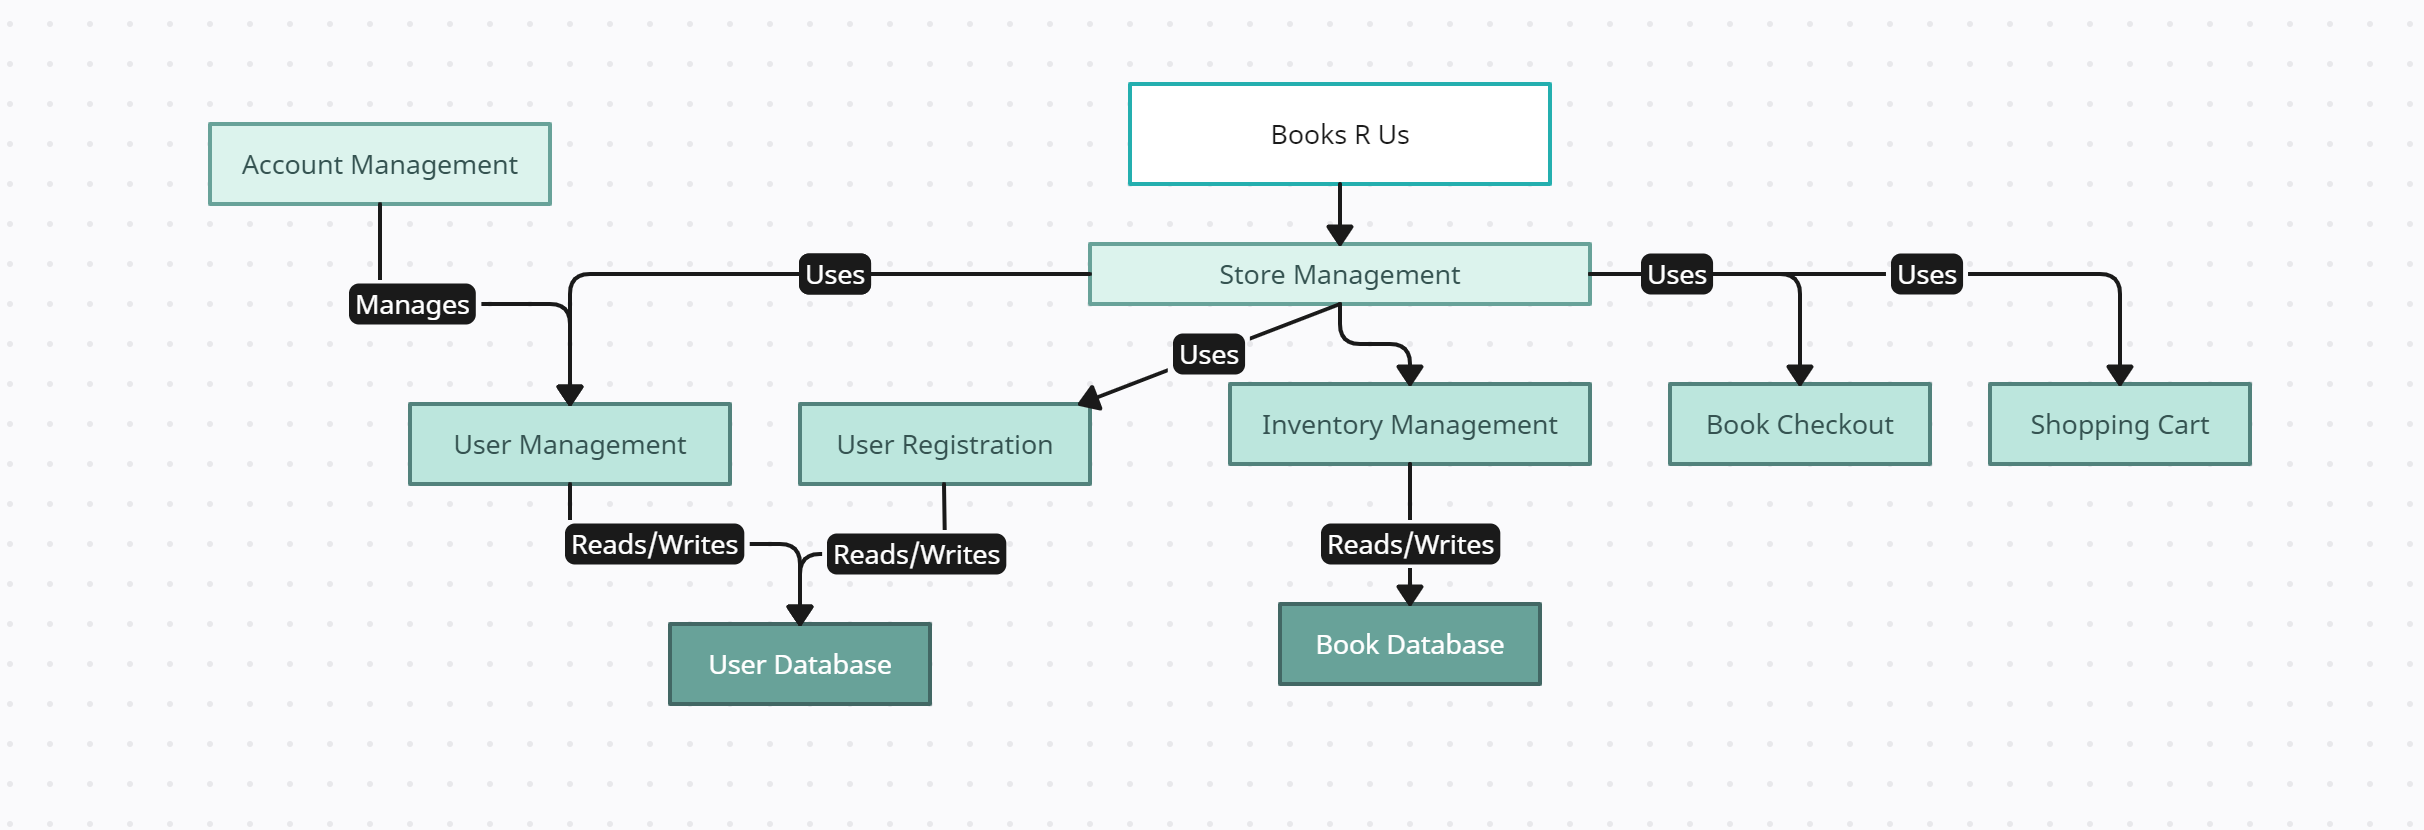 Books R Us
Account Management
Store Management
Uses
Uses
Uses
Manages
Uses
User Management
User Registration
Inventory Management
Book Checkout
Shopping Cart
Reads/Writes
Reads/Writes
Reads/Writes
User Database
Book Database